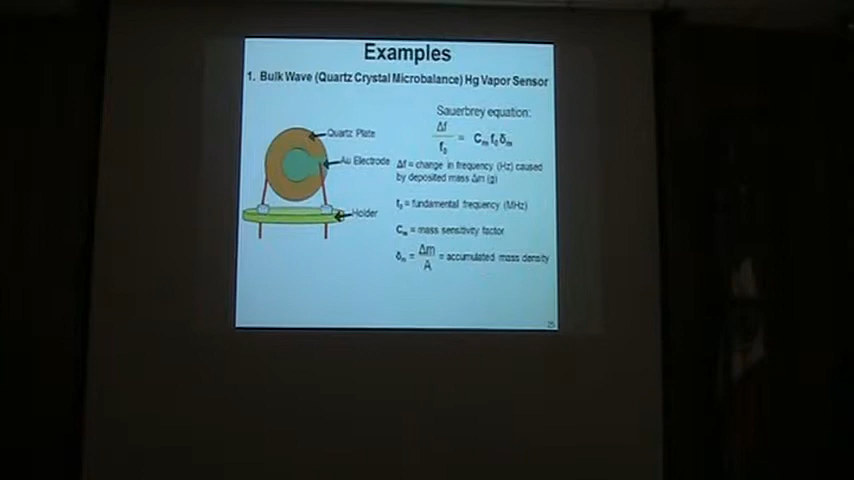 Examples
1. Bulk Wave (Quartz Crystal Microbalance) Hg Vapor Sensor
Sauerbrey equation:
Δf
f₀
= Cₘ f₀ δₘ
Quartz Plate
Au Electrode
Holder
Δf = change in frequency (Hz) caused
by deposited mass Δm (g)
f₀ = fundamental frequency (MHz)
Cₘ = mass sensitivity factor
δₘ = Δm/A = accumulated mass density
25